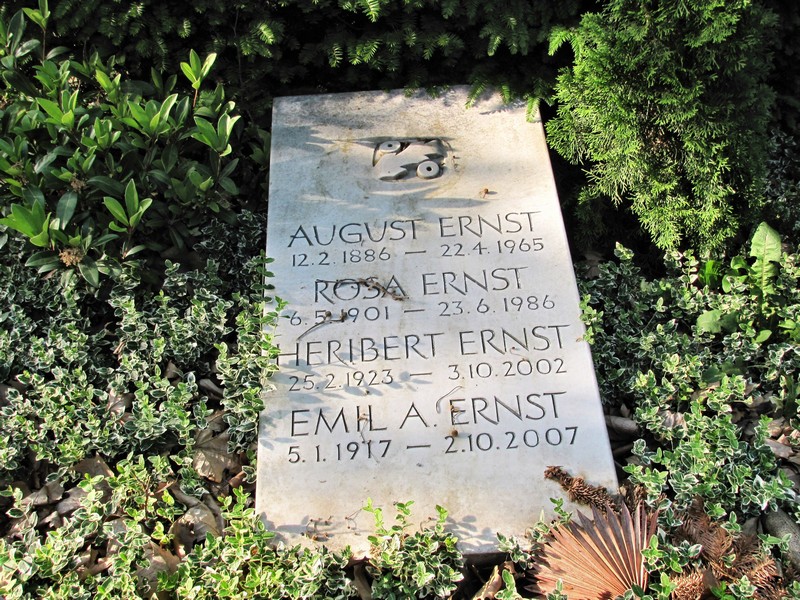 AUGUST ERNST
12.2.1886 — 22.4.1965
ROSA ERNST
6.5.1901 — 23.6.1986
HERIBERT ERNST
25.2.1923 — 3.10.2002
EMIL A. ERNST
5.1.1917 — 2.10.2007